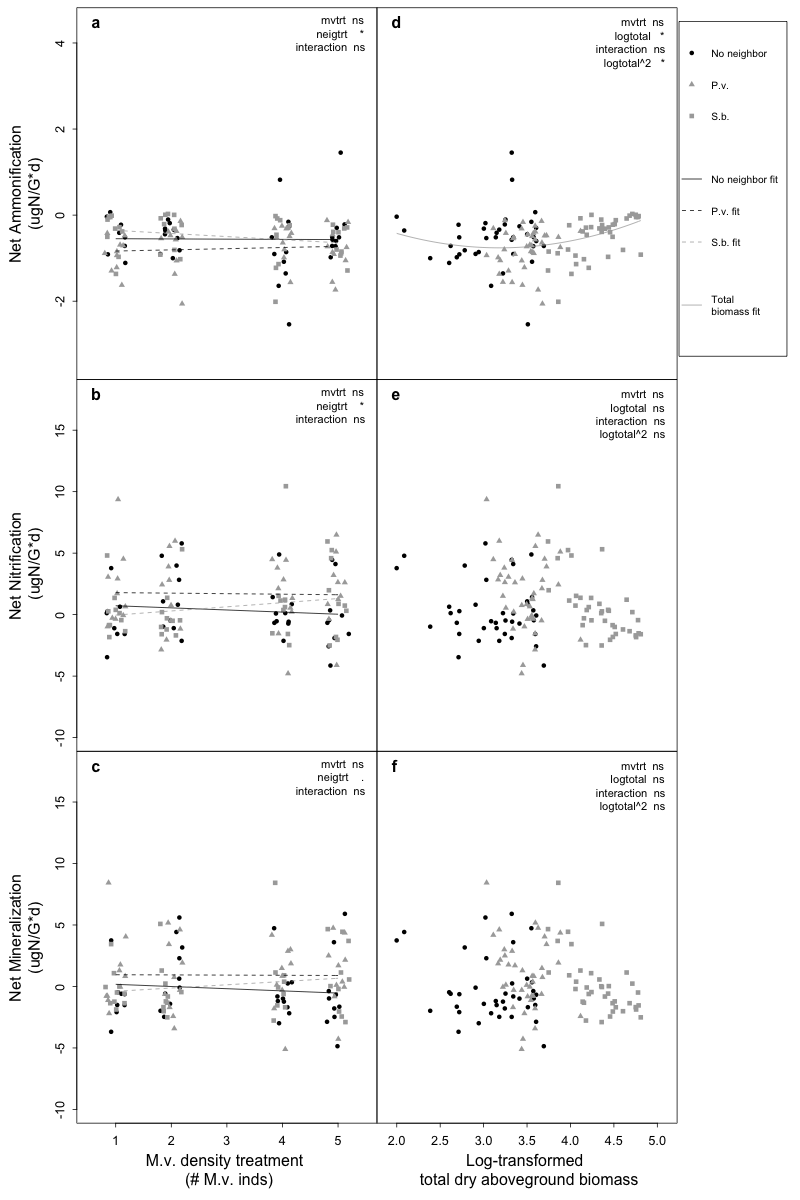 a
mvtrt ns
neigtrt *
interaction ns
4
2
0
-2
Net Ammonification
(ugN/G*d)
d
mvtrt ns
logtotal *
interaction ns
logtotal^2 *
No neighbor
P.v.
S.b.
No neighbor fit
P.v. fit
S.b. fit
Total
biomass fit
b
mvtrt ns
neigtrt *
interaction ns
15
10
5
0
-5
-10
Net Nitrification
(ugN/G*d)
e
mvtrt ns
logtotal ns
interaction ns
logtotal^2 ns
c
mvtrt ns
neigtrt .
interaction ns
15
10
5
0
-5
-10
Net Mineralization
(ugN/G*d)
f
mvtrt ns
logtotal ns
interaction ns
logtotal^2 ns
1 2 3 4 5
M.v. density treatment
(# M.v. inds)
2.0 2.5 3.0 3.5 4.0 4.5 5.0
Log-transformed
total dry aboveground biomass